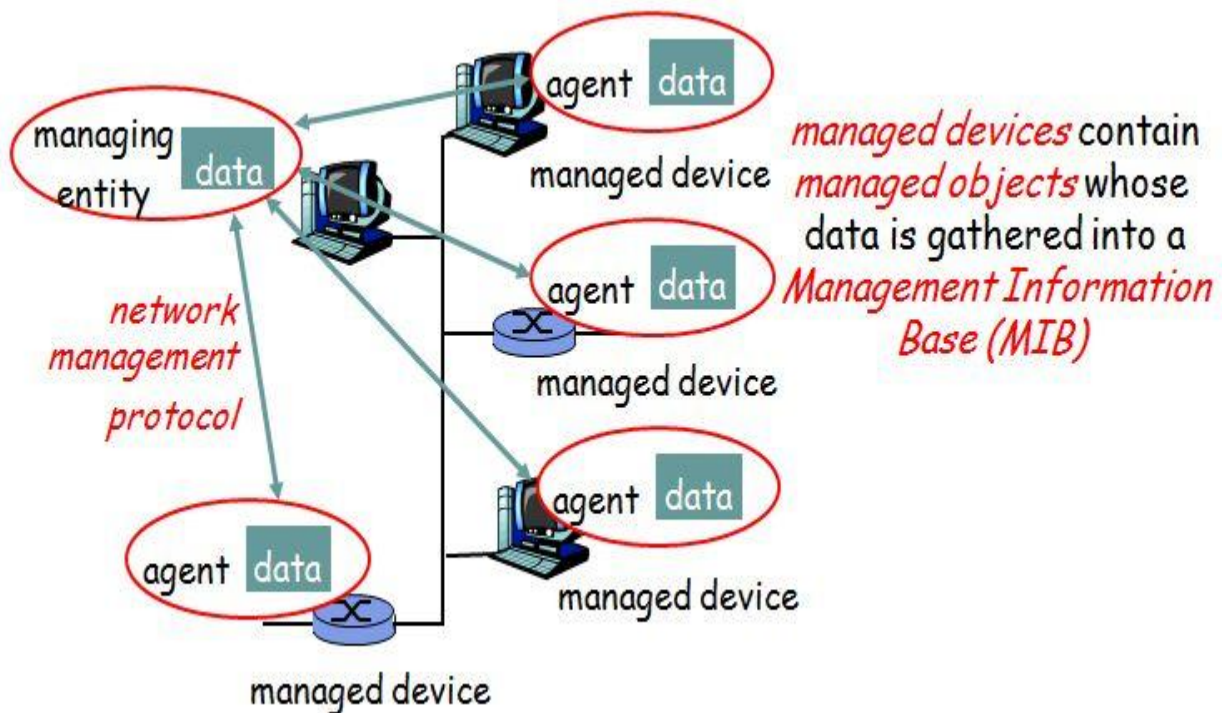 agent data
managed device
managing
entity
data
agent data
managed device
network
management
protocol
agent data
managed device
agent data
managed device
managed devices contain
managed objects whose
data is gathered into a
Management Information
Base (MIB)